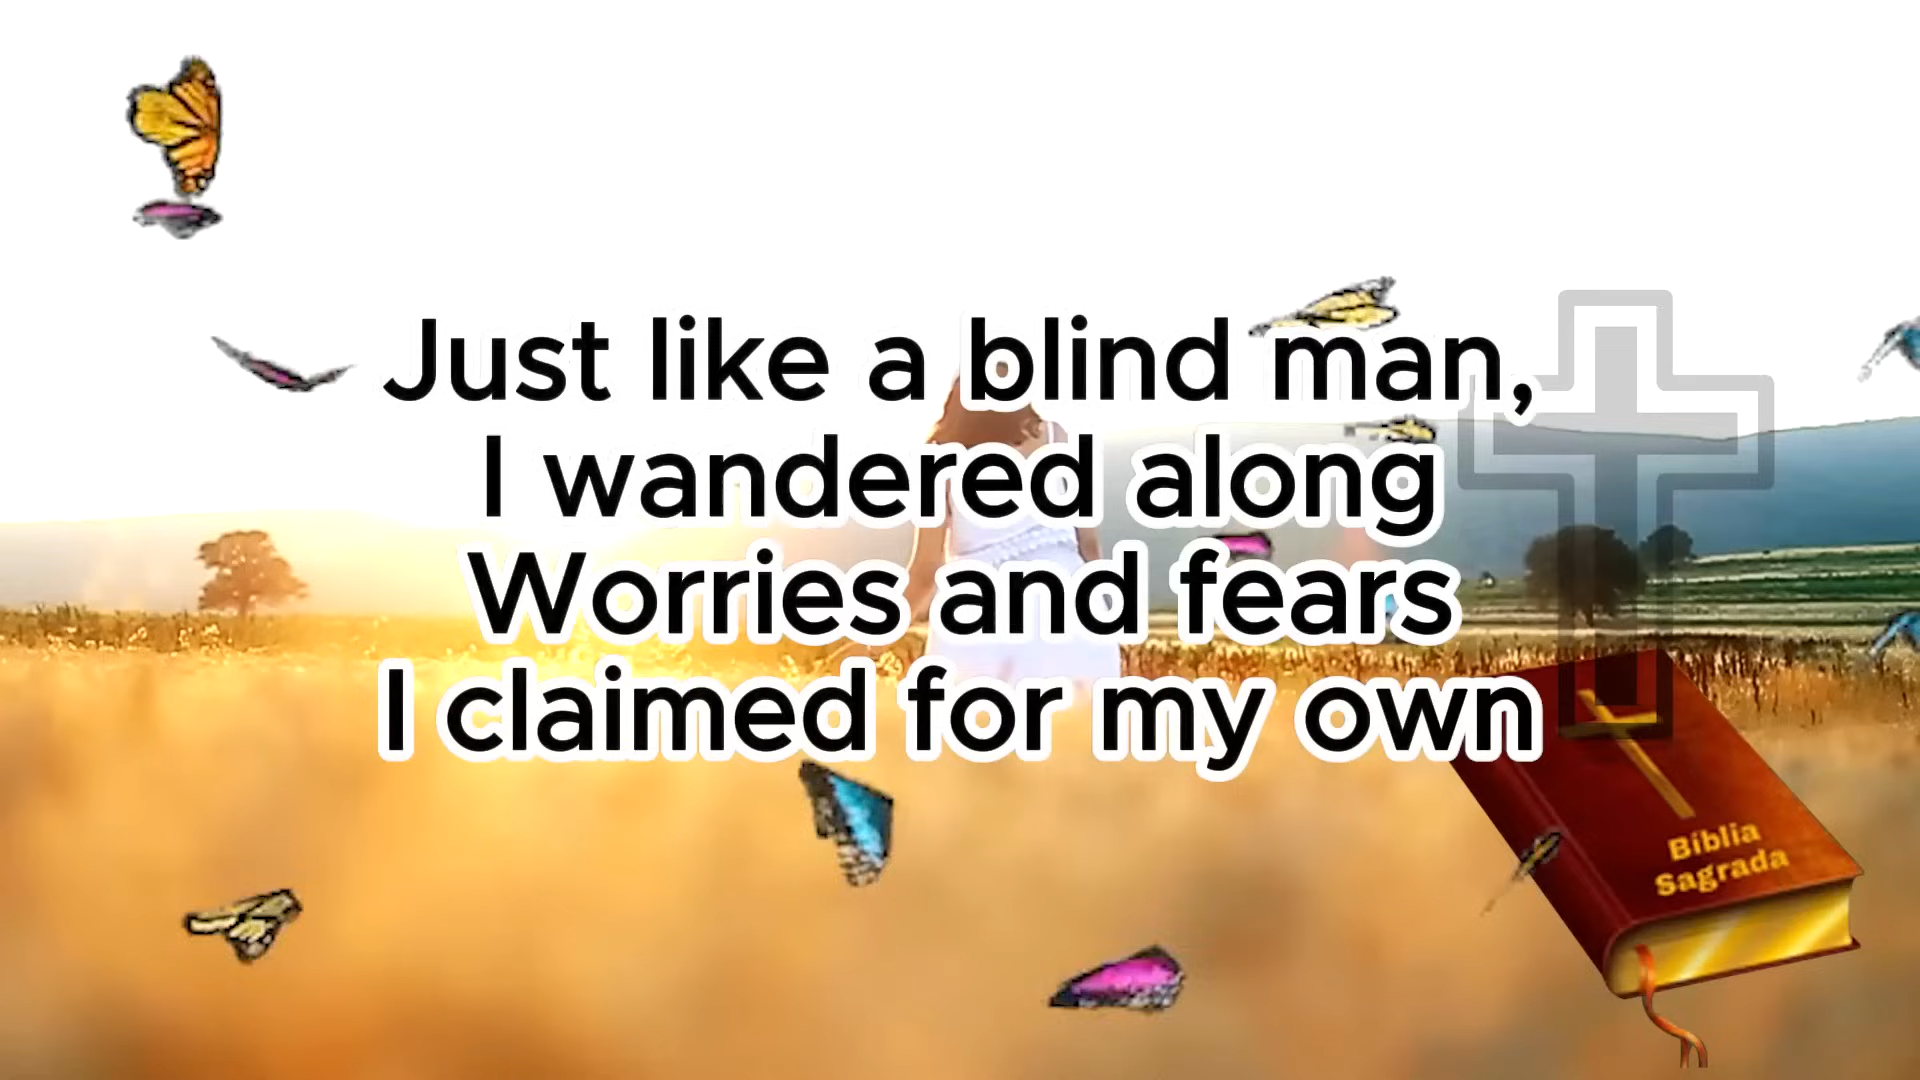 Just like a blind man,
I wandered along
Worries and fears
I claimed for my own
Bíblia
Sagrada